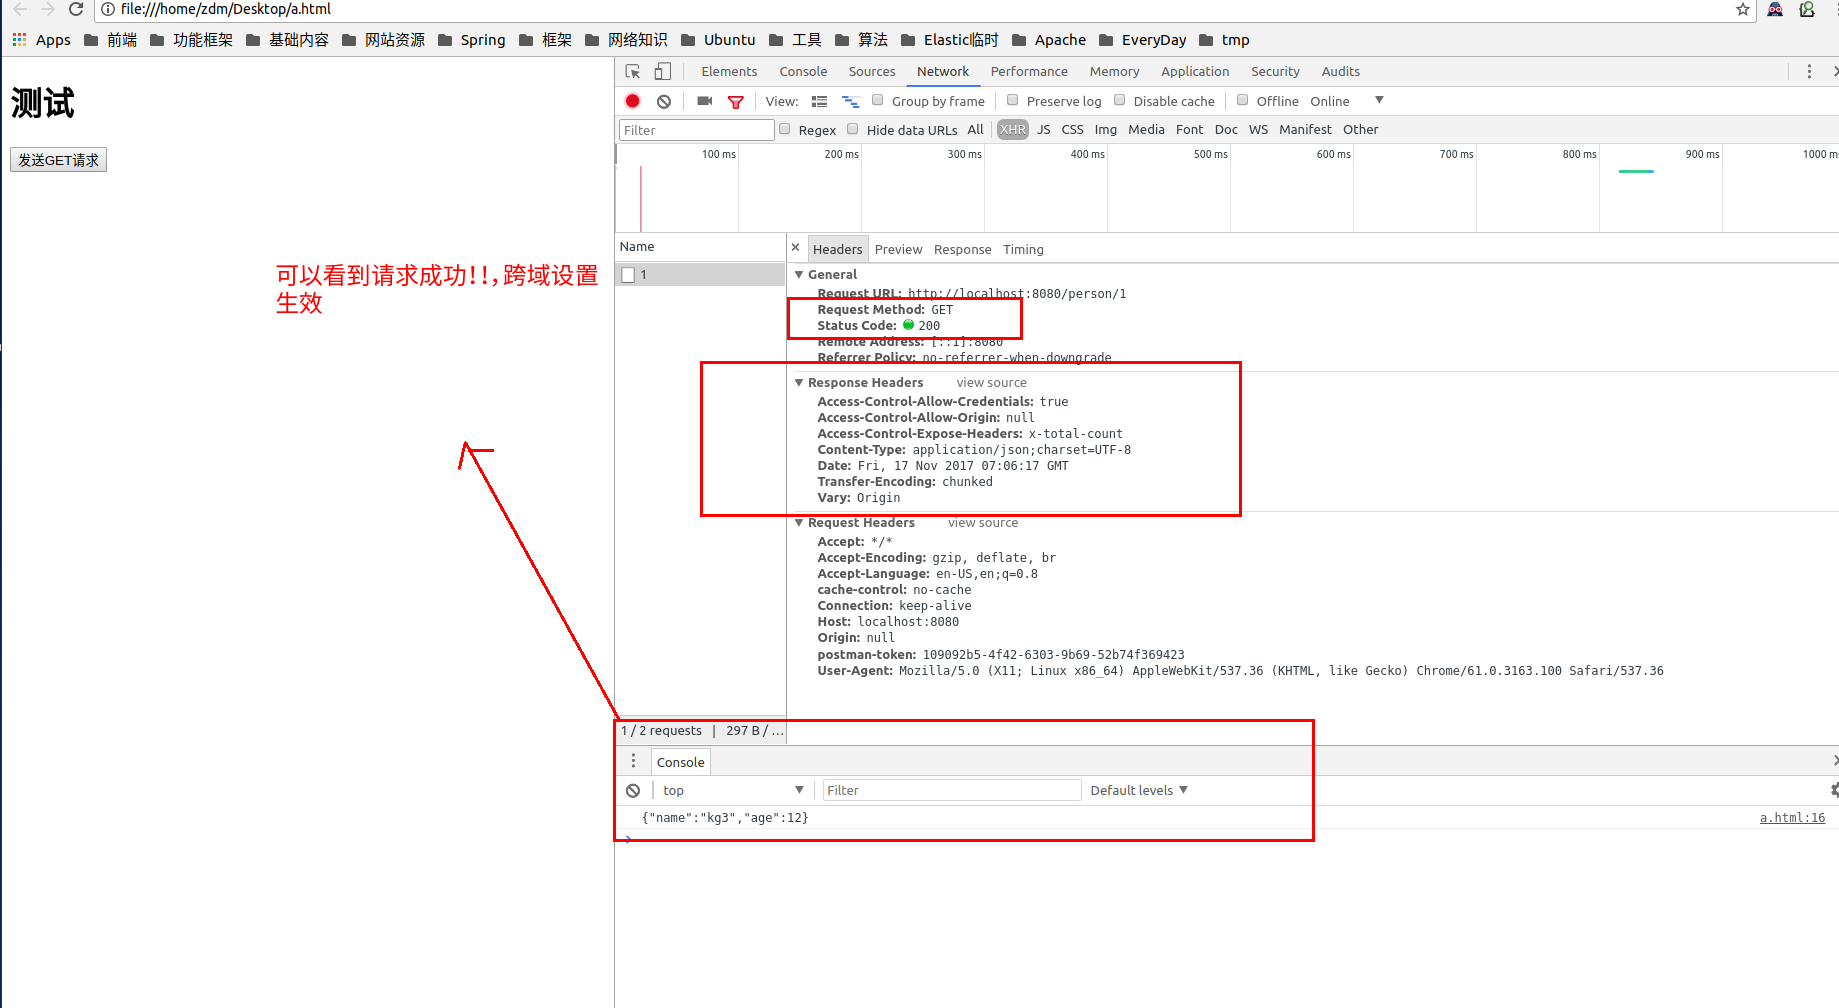 file:///home/zdm/Desktop/a.html
Apps 前端 功能框架 基础内容 网站资源 Spring 框架 网络知识 Ubuntu 工具 算法 Elastic临时 Apache EveryDay tmp
测试
发送GET请求
可以看到请求成功!!,跨域设置
生效
Elements Console Sources Network Performance Memory Application Security Audits
View: Group by frame Preserve log Disable cache Offline Online
Filter Regex Hide data URLs All XHR JS CSS Img Media Font Doc WS Manifest Other
100 ms 200 ms 300 ms 400 ms 500 ms 600 ms 700 ms 800 ms 900 ms 1000 m
Name
1
Headers Preview Response Timing
General
Request URL: http://localhost:8080/person/1
Request Method: GET
Status Code: 200
Remote Address: [::1]:8080
Referrer Policy: no-referrer-when-downgrade
Response Headers view source
Access-Control-Allow-Credentials: true
Access-Control-Allow-Origin: null
Access-Control-Expose-Headers: x-total-count
Content-Type: application/json;charset=UTF-8
Date: Fri, 17 Nov 2017 07:06:17 GMT
Transfer-Encoding: chunked
Vary: Origin
Request Headers view source
Accept: */*
Accept-Encoding: gzip, deflate, br
Accept-Language: en-US,en;q=0.8
cache-control: no-cache
Connection: keep-alive
Host: localhost:8080
Origin: null
postman-token: 109092b5-4f42-6303-9b69-52b74f369423
User-Agent: Mozilla/5.0 (X11; Linux x86_64) AppleWebKit/537.36 (KHTML, like Gecko) Chrome/61.0.3163.100 Safari/537.36
1 / 2 requests | 297 B / ...
Console
top Filter Default levels
{"name":"kg3","age":12} a.html:16